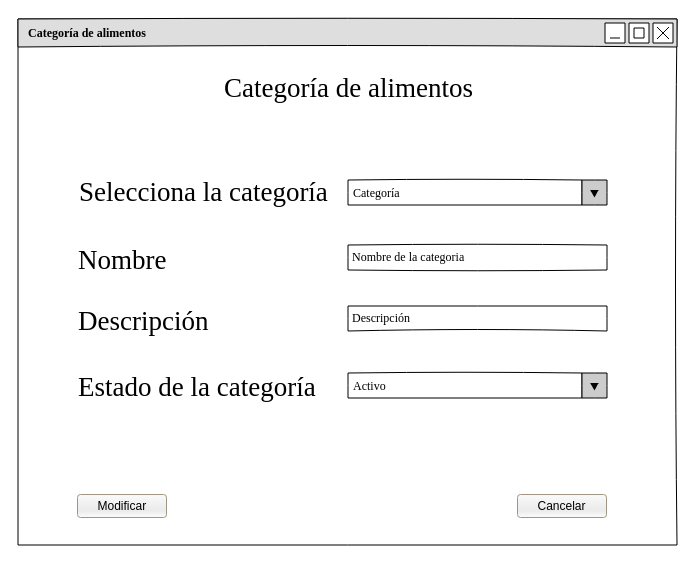 Categoría de alimentos
Categoría de alimentos
Selecciona la categoría
Categoría
Nombre
Nombre de la categoria
Descripción
Descripción
Estado de la categoría
Activo
Modificar
Cancelar